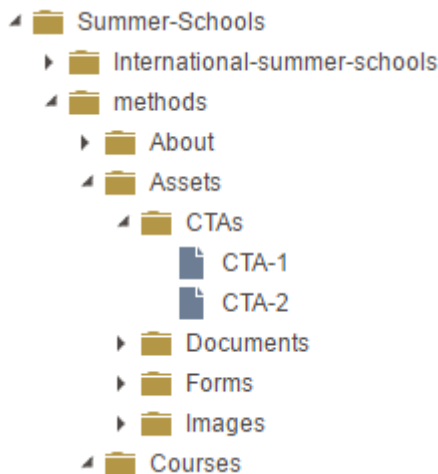 Summer-Schools
International-summer-schools
methods
About
Assets
CTAs
CTA-1
CTA-2
Documents
Forms
Images
Courses